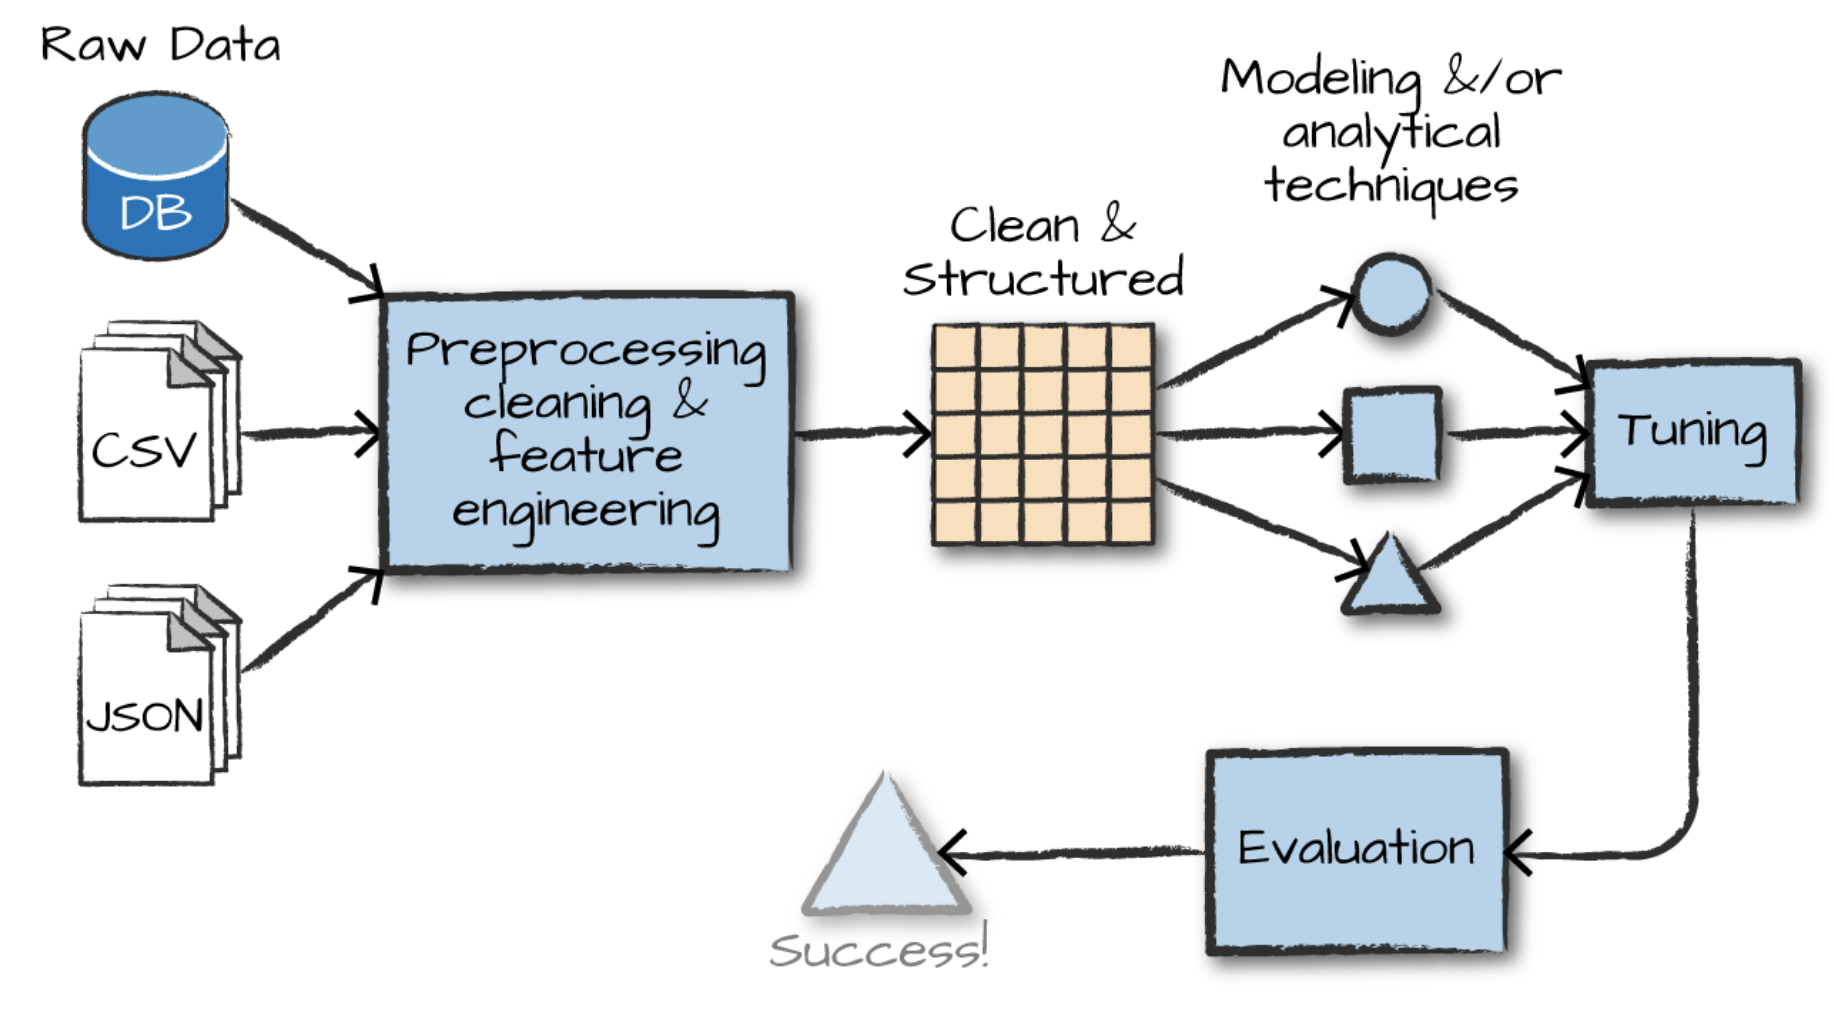 Raw Data
DB
CSV
JSON
Preprocessing
cleaning &
feature
engineering
Clean &
Structured
Modeling &/or
analytical
techniques
Tuning
Evaluation
Success!